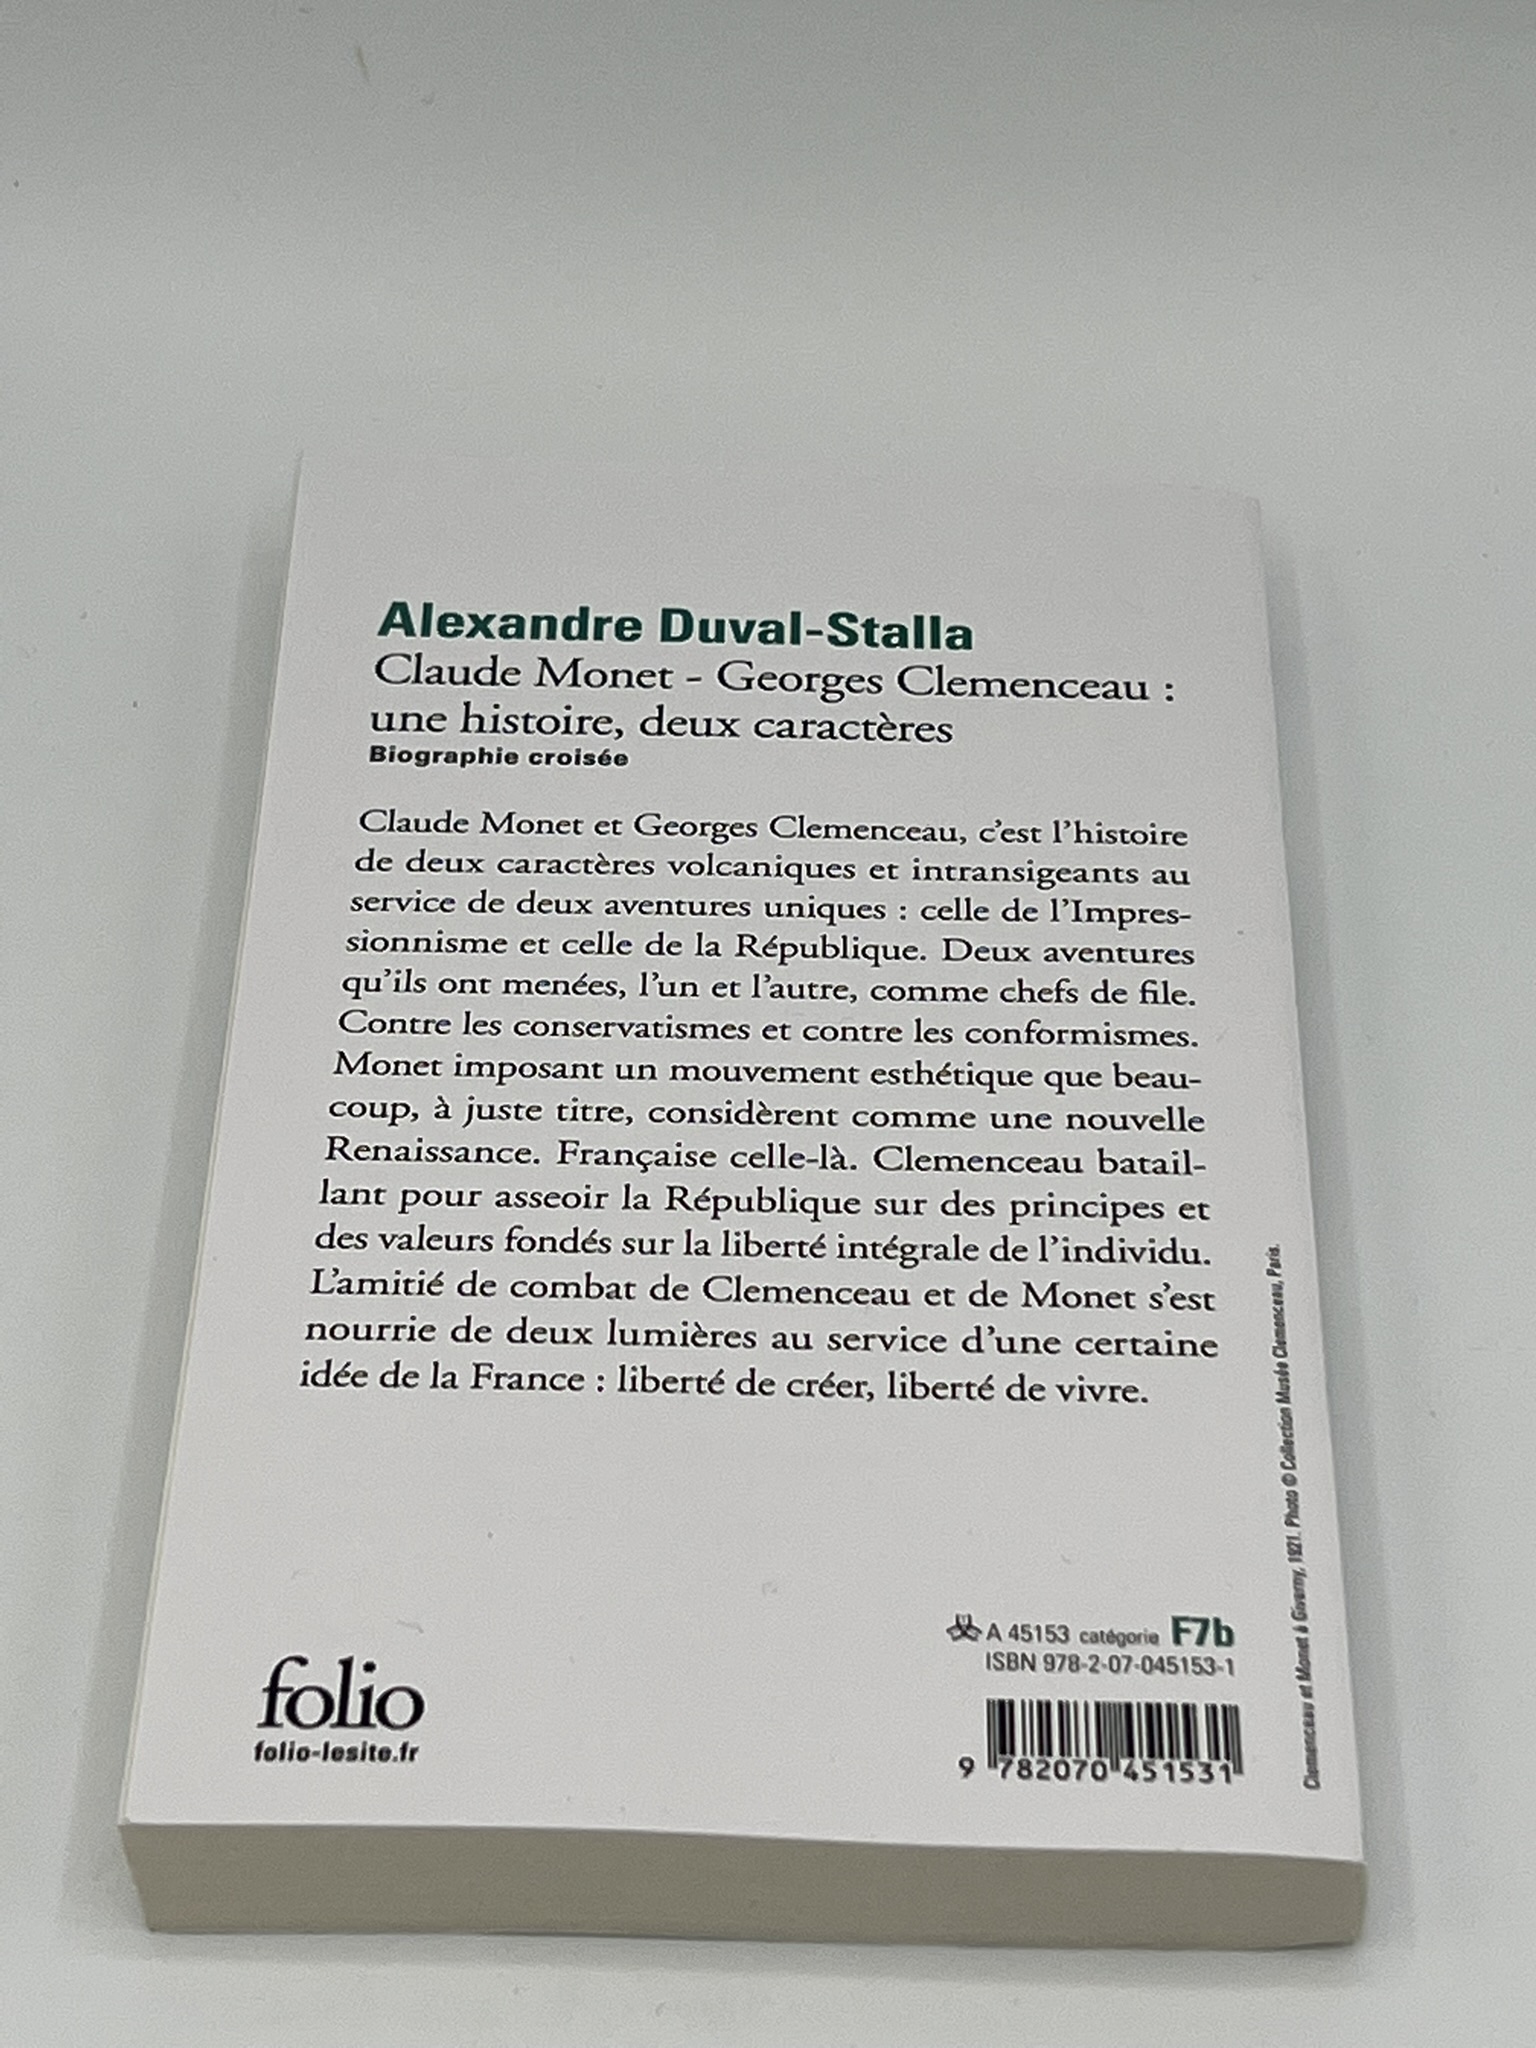 Alexandre Duval-Stalla
Claude Monet - Georges Clemenceau :
une histoire, deux caractères
Biographie croisée
Claude Monet et Georges Clemenceau, c'est l'histoire
de deux caractères volcaniques et intransigeants au
service de deux aventures uniques : celle de l'Impres-
sionnisme et celle de la République. Deux aventures
qu'ils ont menées, l'un et l'autre, comme chefs de file.
Contre les conservatismes et contre les conformismes.
Monet imposant un mouvement esthétique que beau-
coup, à juste titre, considèrent comme une nouvelle
Renaissance. Française celle-là. Clemenceau batail-
lant pour asseoir la République sur des principes et
des valeurs fondés sur la liberté intégrale de l'individu.
L'amitié de combat de Clemenceau et de Monet s'est
nourrie de deux lumières au service d'une certaine
idée de la France : liberté de créer, liberté de vivre.
Clemenceau et Monet à Giverny, 1921. Photo © Collection Musée Clemenceau, Paris.
A 45153 catégorie F7b
ISBN 978-2-07-045153-1
folio
folio-lesite.fr
9 782070 451531